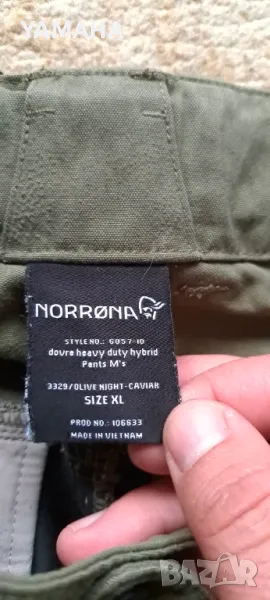 YAMAHA
NORRØNA
STYLE NO.: 6057-10
dovre heavy duty hybrid
Pants M's
3329/OLIVE NIGHT-CAVIAR
SIZE XL
PROD NO.: 106633
MADE IN VIETNAM
BAZAR